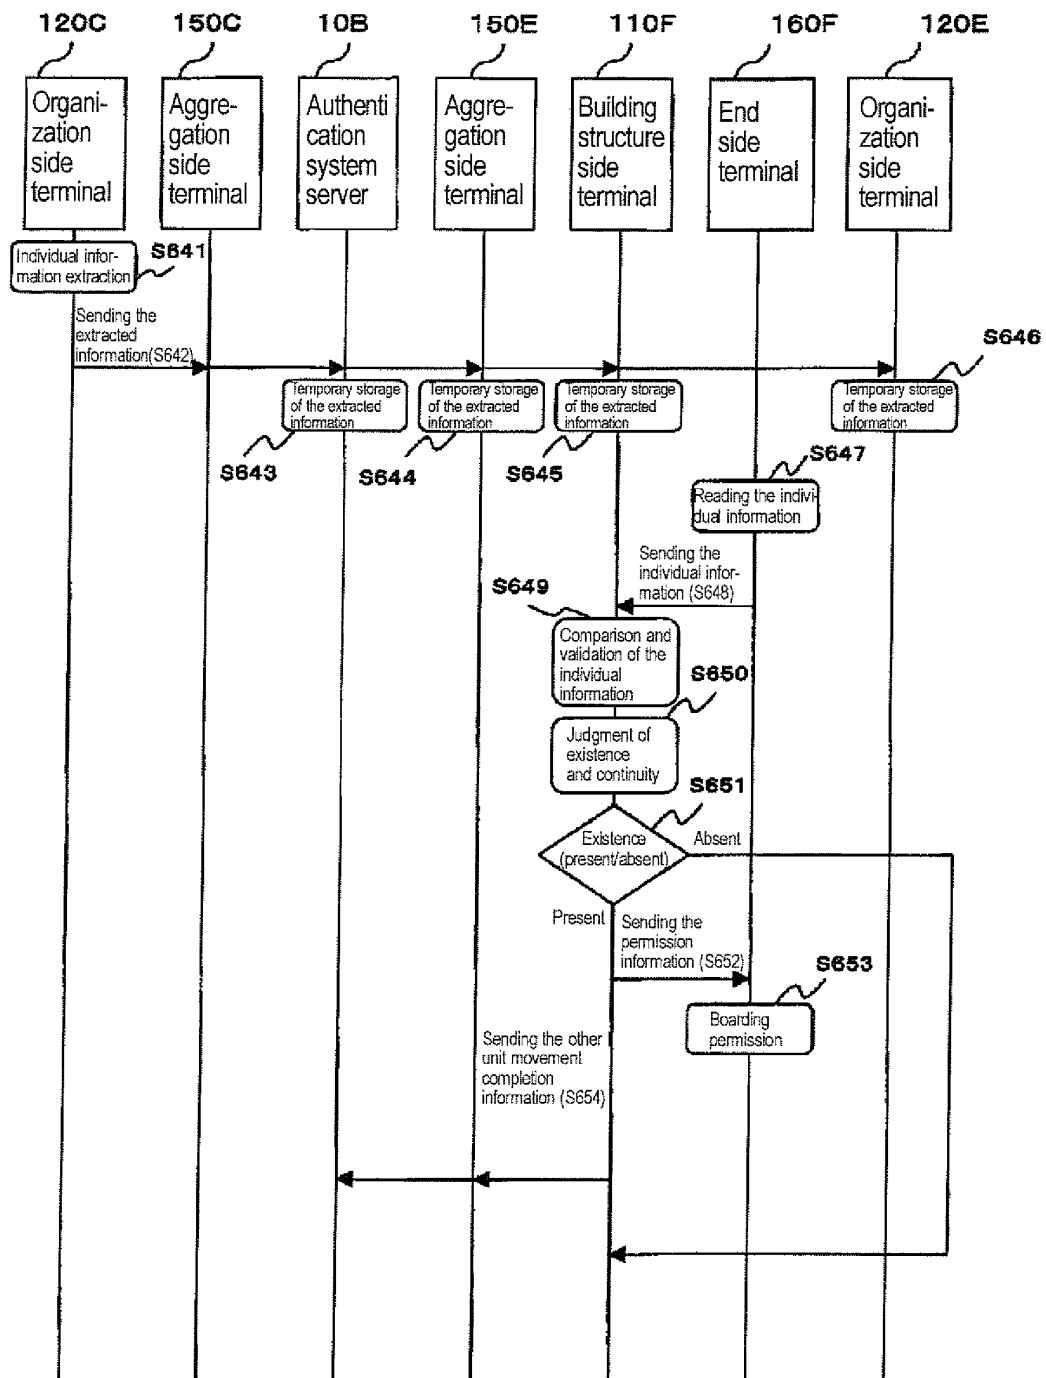 120C 150C 10B 150E 110F 160F 120E
Organi-
zation
side
terminal
Aggre-
gation
side
terminal
Authenti
cation
system
server
Aggre-
gation
side
terminal
Building
structure
side
terminal
End
side
terminal
Organi-
zation
side
terminal
Individual infor-
mation extraction
S641
Sending the
extracted
information(S642)
S646
Temporary storage
of the extracted
information
Temporary storage
of the extracted
information
Temporary storage
of the extracted
information
Temporary storage
of the extracted
information
S643
S644
S645
S647
Reading the indivi-
dual information
Sending the
individual infor-
mation (S648)
S649
Comparison and
validation of the
individual
information
S650
Judgment of
existence
and continuity
S651
Existence
(present/absent)
Absent
Present
Sending the
permission
information (S652)
S653
Boarding
permission
Sending the other
unit movement
completion
information (S654)